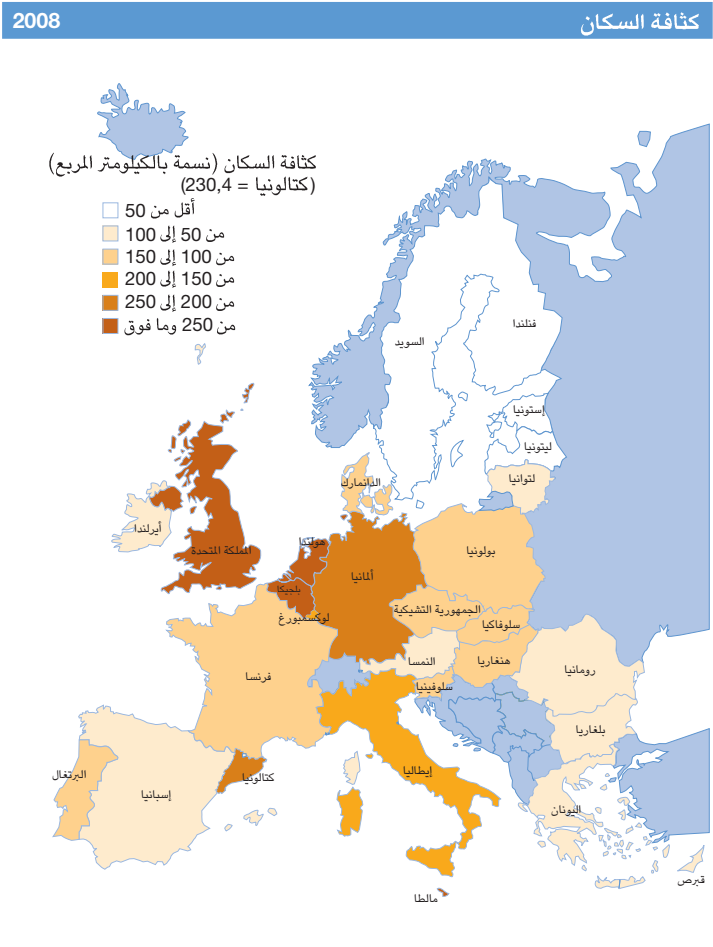 كثافة السكان 2008
كثافة السكان (نسمة بالكيلومتر المربع)
(كتالونيا = 230,4)
أقل من 50
من 50 إلى 100
من 100 إلى 150
من 150 إلى 200
من 200 إلى 250
من 250 وما فوق
فنلندا
السويد
إستونيا
ليتونيا
لتوانيا
الدانمارك
أيرلندا
المملكة المتحدة
هولندا
بولونيا
ألمانيا
بلجيكا
لوكسمبورغ
الجمهورية التشيكية
سلوفاكيا
النمسا
هنغاريا
رومانيا
فرنسا
سلوفينيا
بلغاريا
إيطاليا
البرتغال
كتالونيا
إسبانيا
اليونان
قبرص
مالطا